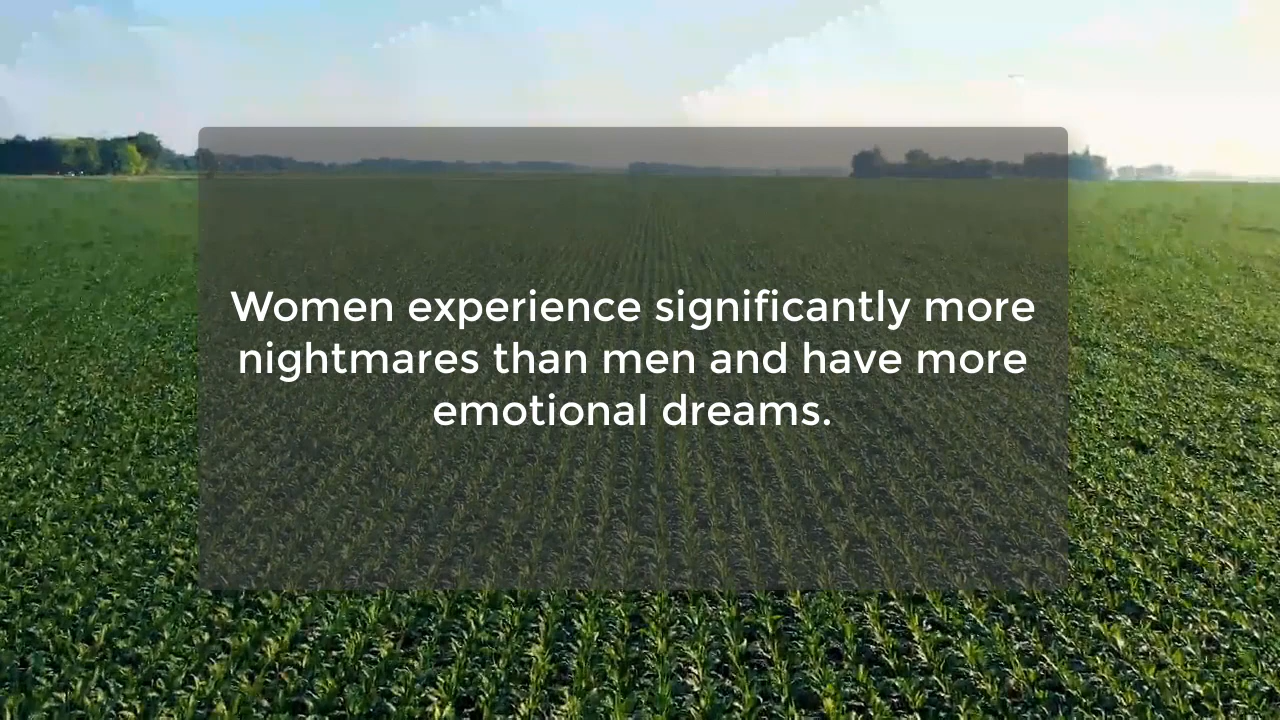 Women experience significantly more
nightmares than men and have more
emotional dreams.